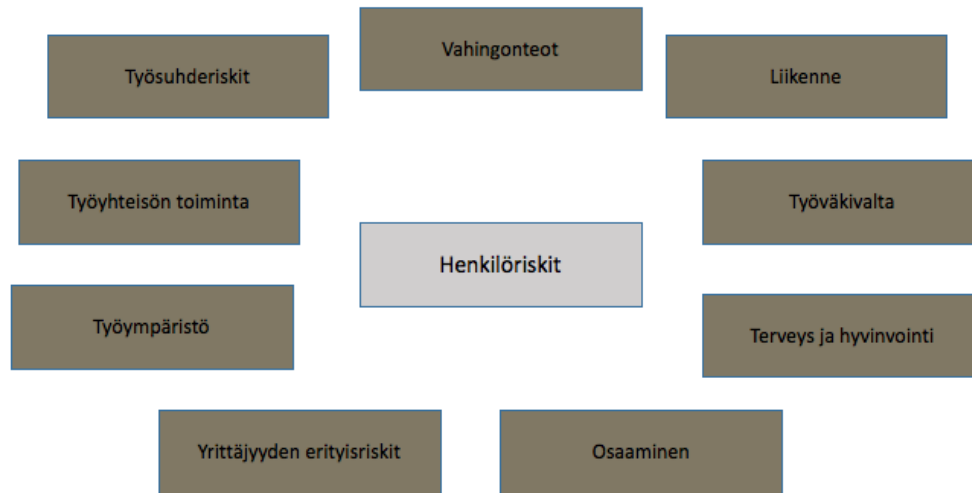 Vahingonteot
Työsuhderiskit
Liikenne
Työyhteisön toiminta
Työväkivalta
Henkilöriskit
Työympäristö
Terveys ja hyvinvointi
Yrittäjyyden erityisriskit
Osaaminen